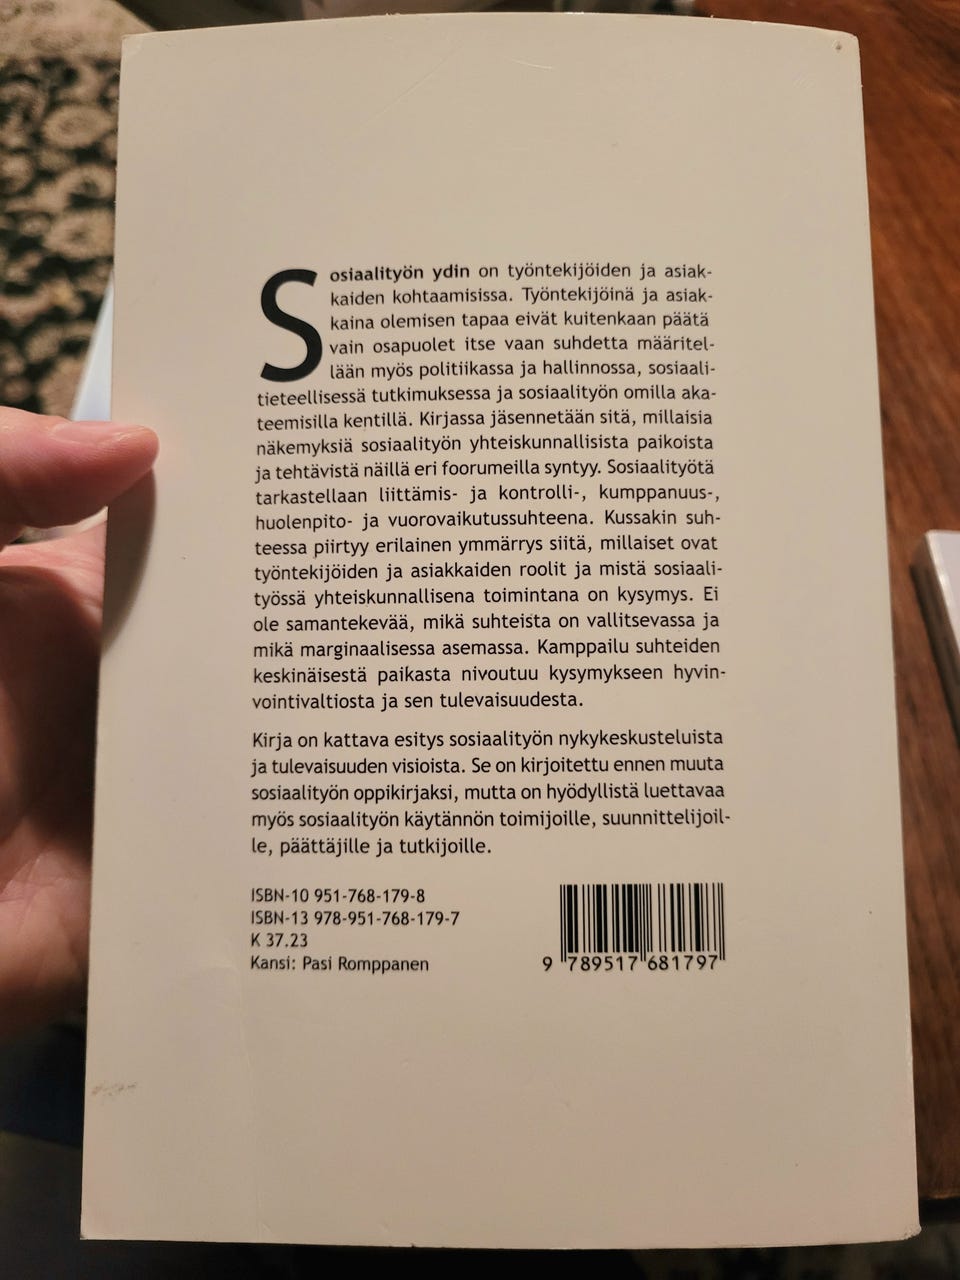 Sosiaalityön ydin on työntekijöiden ja asiak-
kaiden kohtaamisissa. Työntekijöinä ja asiak-
kaina olemisen tapaa eivät kuitenkaan päätä
vain osapuolet itse vaan suhdetta määritel-
lään myös politiikassa ja hallinnossa, sosiaali-
tieteellisessä tutkimuksessa ja sosiaalityön omilla aka-
teemisilla kentillä. Kirjassa jäsennetään sitä, millaisia
näkemyksiä sosiaalityön yhteiskunnallisista paikoista
ja tehtävistä näillä eri foorumeilla syntyy. Sosiaalityötä
tarkastellaan liittämis- ja kontrolli-, kumppanuus-,
huolenpito- ja vuorovaikutussuhteena. Kussakin suh-
teessa piirtyy erilainen ymmärrys siitä, millaiset ovat
työntekijöiden ja asiakkaiden roolit ja mistä sosiaali-
työssä yhteiskunnallisena toimintana on kysymys. Ei
ole samantekevää, mikä suhteista on vallitsevassa ja
mikä marginaalisessa asemassa. Kamppailu suhteiden
keskinäisestä paikasta nivoutuu kysymykseen hyvin-
vointivaltiosta ja sen tulevaisuudesta.
Kirja on kattava esitys sosiaalityön nykykeskusteluista
ja tulevaisuuden visioista. Se on kirjoitettu ennen muuta
sosiaalityön oppikirjaksi, mutta on hyödyllistä luettavaa
myös sosiaalityön käytännön toimijoille, suunnittelijoil-
le, päättäjille ja tutkijoille.
ISBN-10 951-768-179-8
ISBN-13 978-951-768-179-7
K 37.23
Kansi: Pasi Romppanen
9 789517 681797